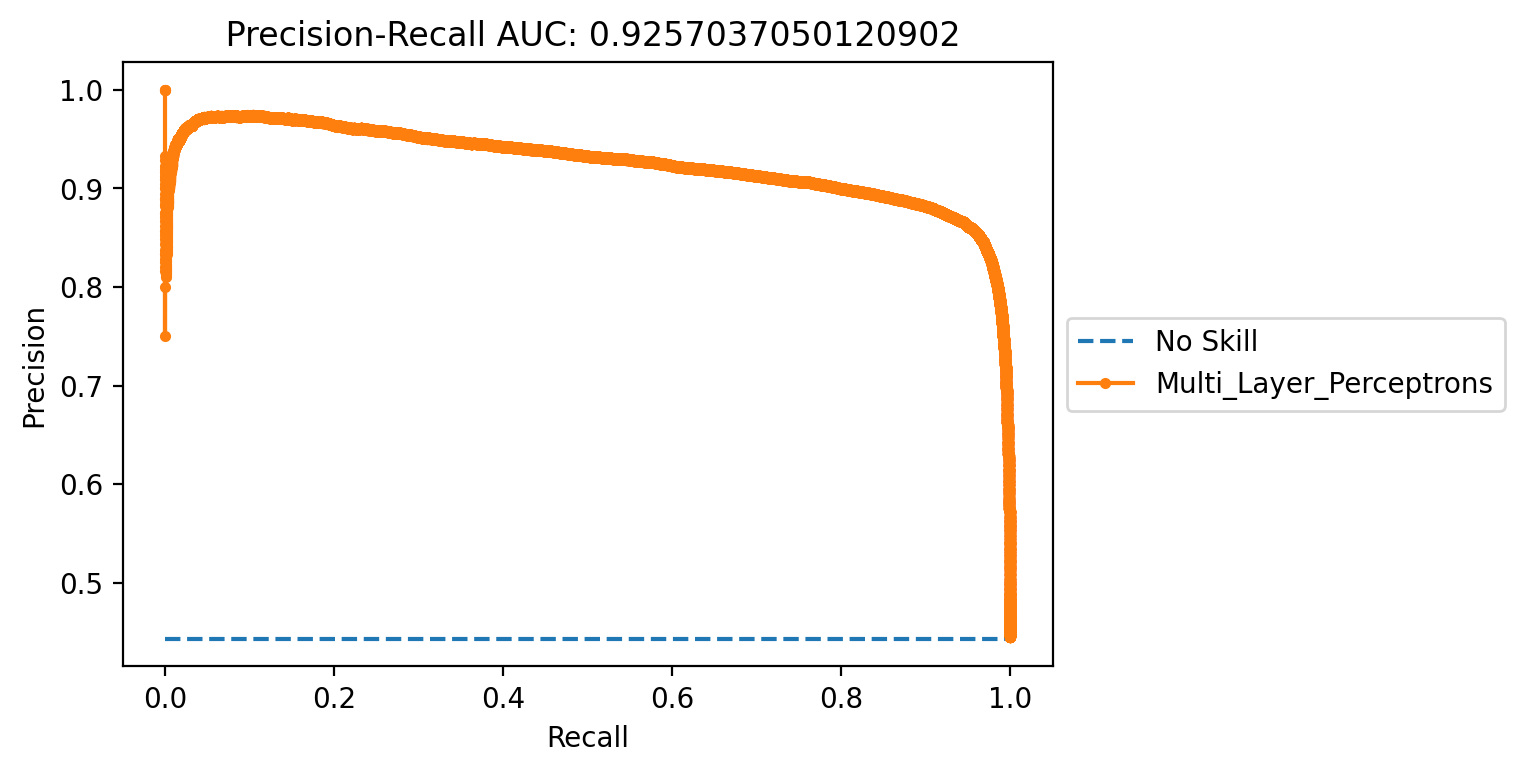 Precision-Recall AUC: 0.9257037050120902
1.0
0.9
0.8
0.7
0.6
0.5
Precision
0.0 0.2 0.4 0.6 0.8 1.0
Recall
No Skill
Multi_Layer_Perceptrons